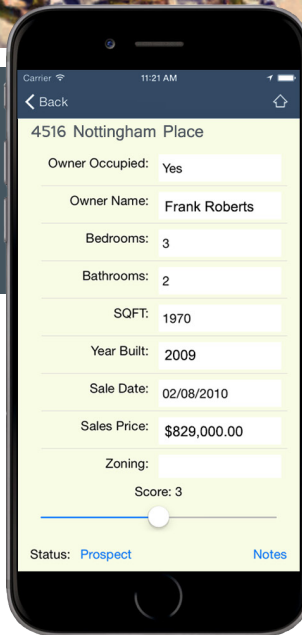 Carrier 11:21 AM
Back
4516 Nottingham Place
Owner Occupied: Yes
Owner Name: Frank Roberts
Bedrooms: 3
Bathrooms: 2
SQFT: 1970
Year Built: 2009
Sale Date: 02/08/2010
Sales Price: $829,000.00
Zoning:
Score: 3
Status: Prospect Notes